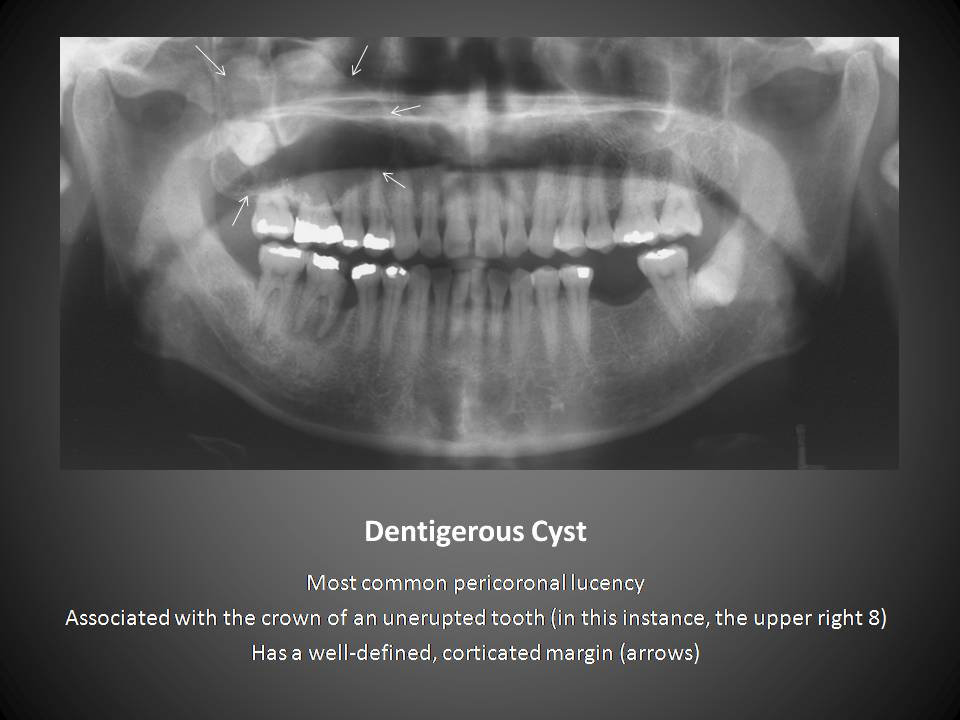 L
Dentigerous Cyst
Most common pericoronal lucency
Associated with the crown of an unerupted tooth (in this instance, the upper right 8)
Has a well-defined, corticated margin (arrows)